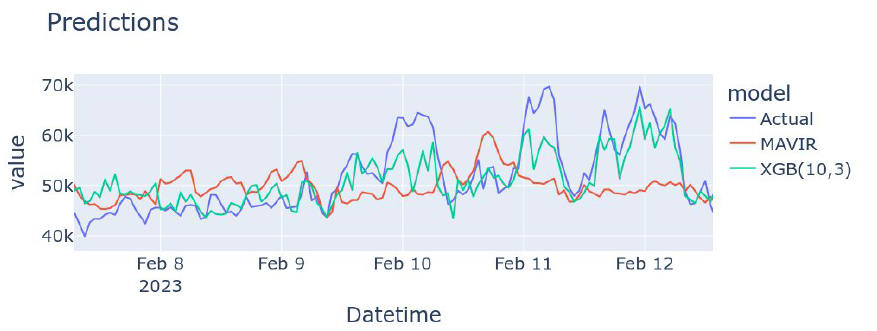 Predictions
value
70k
60k
50k
40k
Feb 8
2023
Feb 9
Feb 10
Feb 11
Feb 12
Datetime
model
Actual
MAVIR
XGB(10,3)